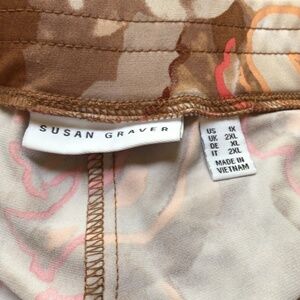 SUSAN GRAVER
US 1X
UK 2XL
DE XL
IT 2XL
MADE IN
VIETNAM